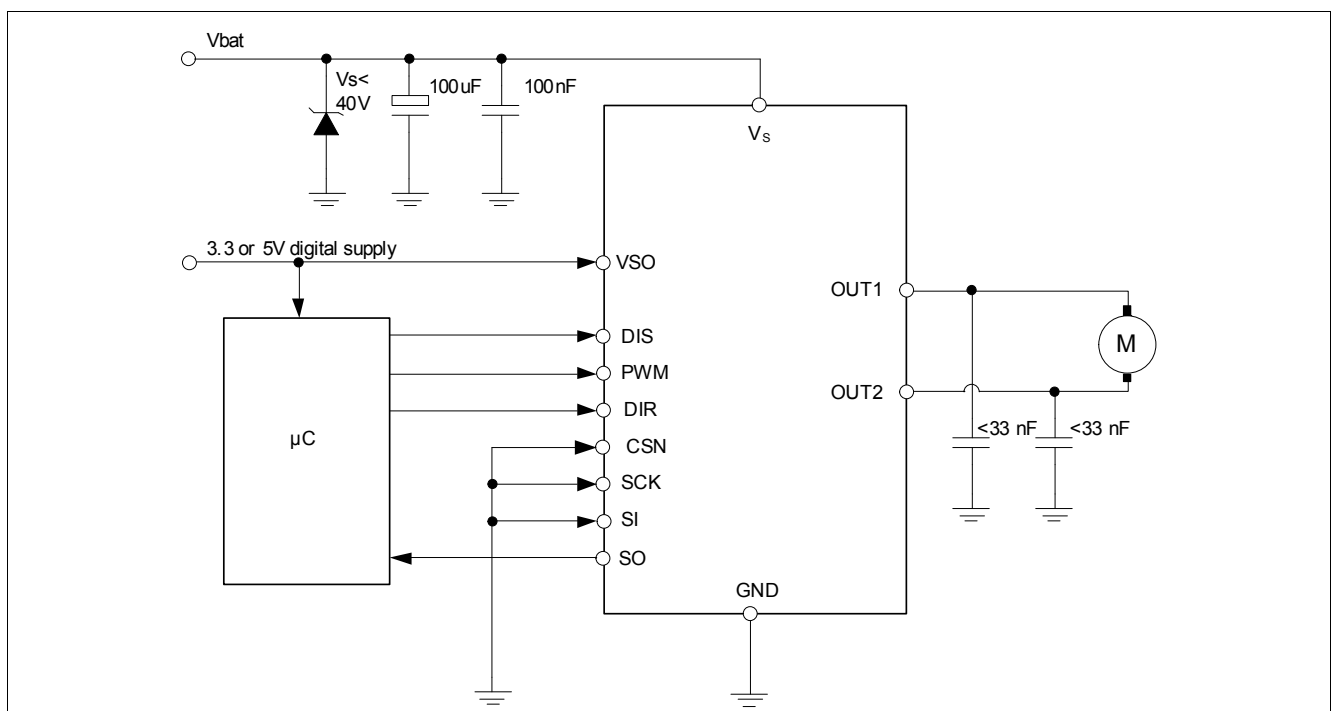 Vbat
Vs<
40V
100uF
100nF
V_S
3.3 or 5V digital supply
VSO
OUT1
DIS
M
PWM
OUT2
DIR
<33 nF
<33 nF
µC
CSN
SCK
SI
SO
GND